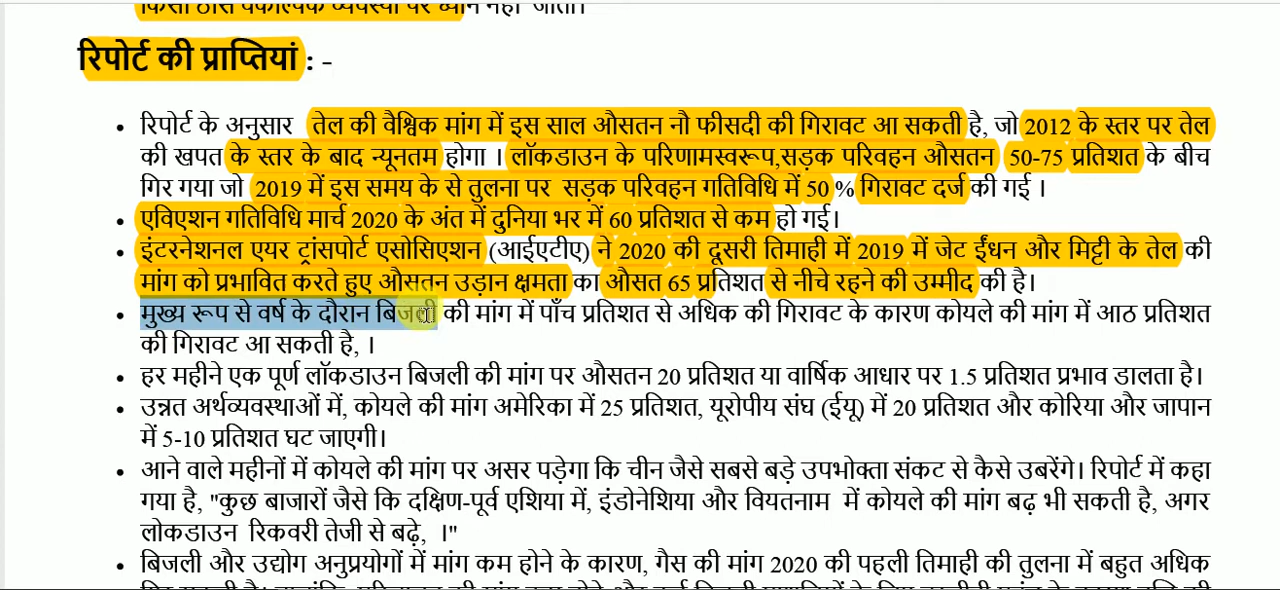 किसी ठोस वैकल्पिक व्यवस्था पर ध्यान नहीं जाता।
रिपोर्ट की प्राप्तियां : -
• रिपोर्ट के अनुसार तेल की वैश्विक मांग में इस साल औसतन नौ फीसदी की गिरावट आ सकती है, जो 2012 के स्तर पर तेल
की खपत के स्तर के बाद न्यूनतम होगा । लॉकडाउन के परिणामस्वरूप,सड़क परिवहन औसतन 50-75 प्रतिशत के बीच
गिर गया जो 2019 में इस समय के से तुलना पर सड़क परिवहन गतिविधि में 50 % गिरावट दर्ज की गई ।
• एविएशन गतिविधि मार्च 2020 के अंत में दुनिया भर में 60 प्रतिशत से कम हो गई।
• इंटरनेशनल एयर ट्रांसपोर्ट एसोसिएशन (आईएटीए) ने 2020 की दूसरी तिमाही में 2019 में जेट ईंधन और मिट्टी के तेल की
मांग को प्रभावित करते हुए औसतन उड़ान क्षमता का औसत 65 प्रतिशत से नीचे रहने की उम्मीद की है।
• मुख्य रूप से वर्ष के दौरान बिजली की मांग में पाँच प्रतिशत से अधिक की गिरावट के कारण कोयले की मांग में आठ प्रतिशत
की गिरावट आ सकती है, ।
• हर महीने एक पूर्ण लॉकडाउन बिजली की मांग पर औसतन 20 प्रतिशत या वार्षिक आधार पर 1.5 प्रतिशत प्रभाव डालता है।
• उन्नत अर्थव्यवस्थाओं में, कोयले की मांग अमेरिका में 25 प्रतिशत, यूरोपीय संघ (ईयू) में 20 प्रतिशत और कोरिया और जापान
में 5-10 प्रतिशत घट जाएगी।
• आने वाले महीनों में कोयले की मांग पर असर पड़ेगा कि चीन जैसे सबसे बड़े उपभोक्ता संकट से कैसे उबरेंगे। रिपोर्ट में कहा
गया है, "कुछ बाजारों जैसे कि दक्षिण-पूर्व एशिया में, इंडोनेशिया और वियतनाम में कोयले की मांग बढ़ भी सकती है, अगर
लोकडाउन रिकवरी तेजी से बढ़े, ।"
• बिजली और उद्योग अनुप्रयोगों में मांग कम होने के कारण, गैस की मांग 2020 की पहली तिमाही की तुलना में बहुत अधिक